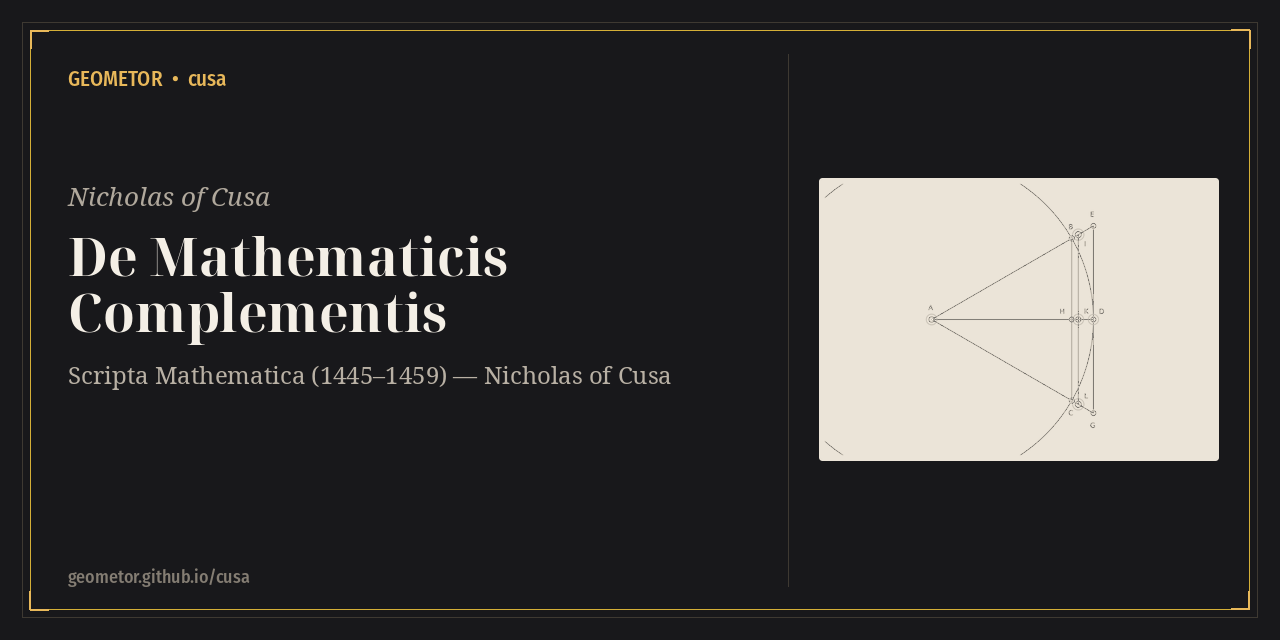 GEOMETOR • cusa
Nicholas of Cusa
De Mathematicis
Complementis
Scripta Mathematica (1445–1459) — Nicholas of Cusa
geometor.github.io/cusa
E
B
I
A
H
K
D
L
C
G